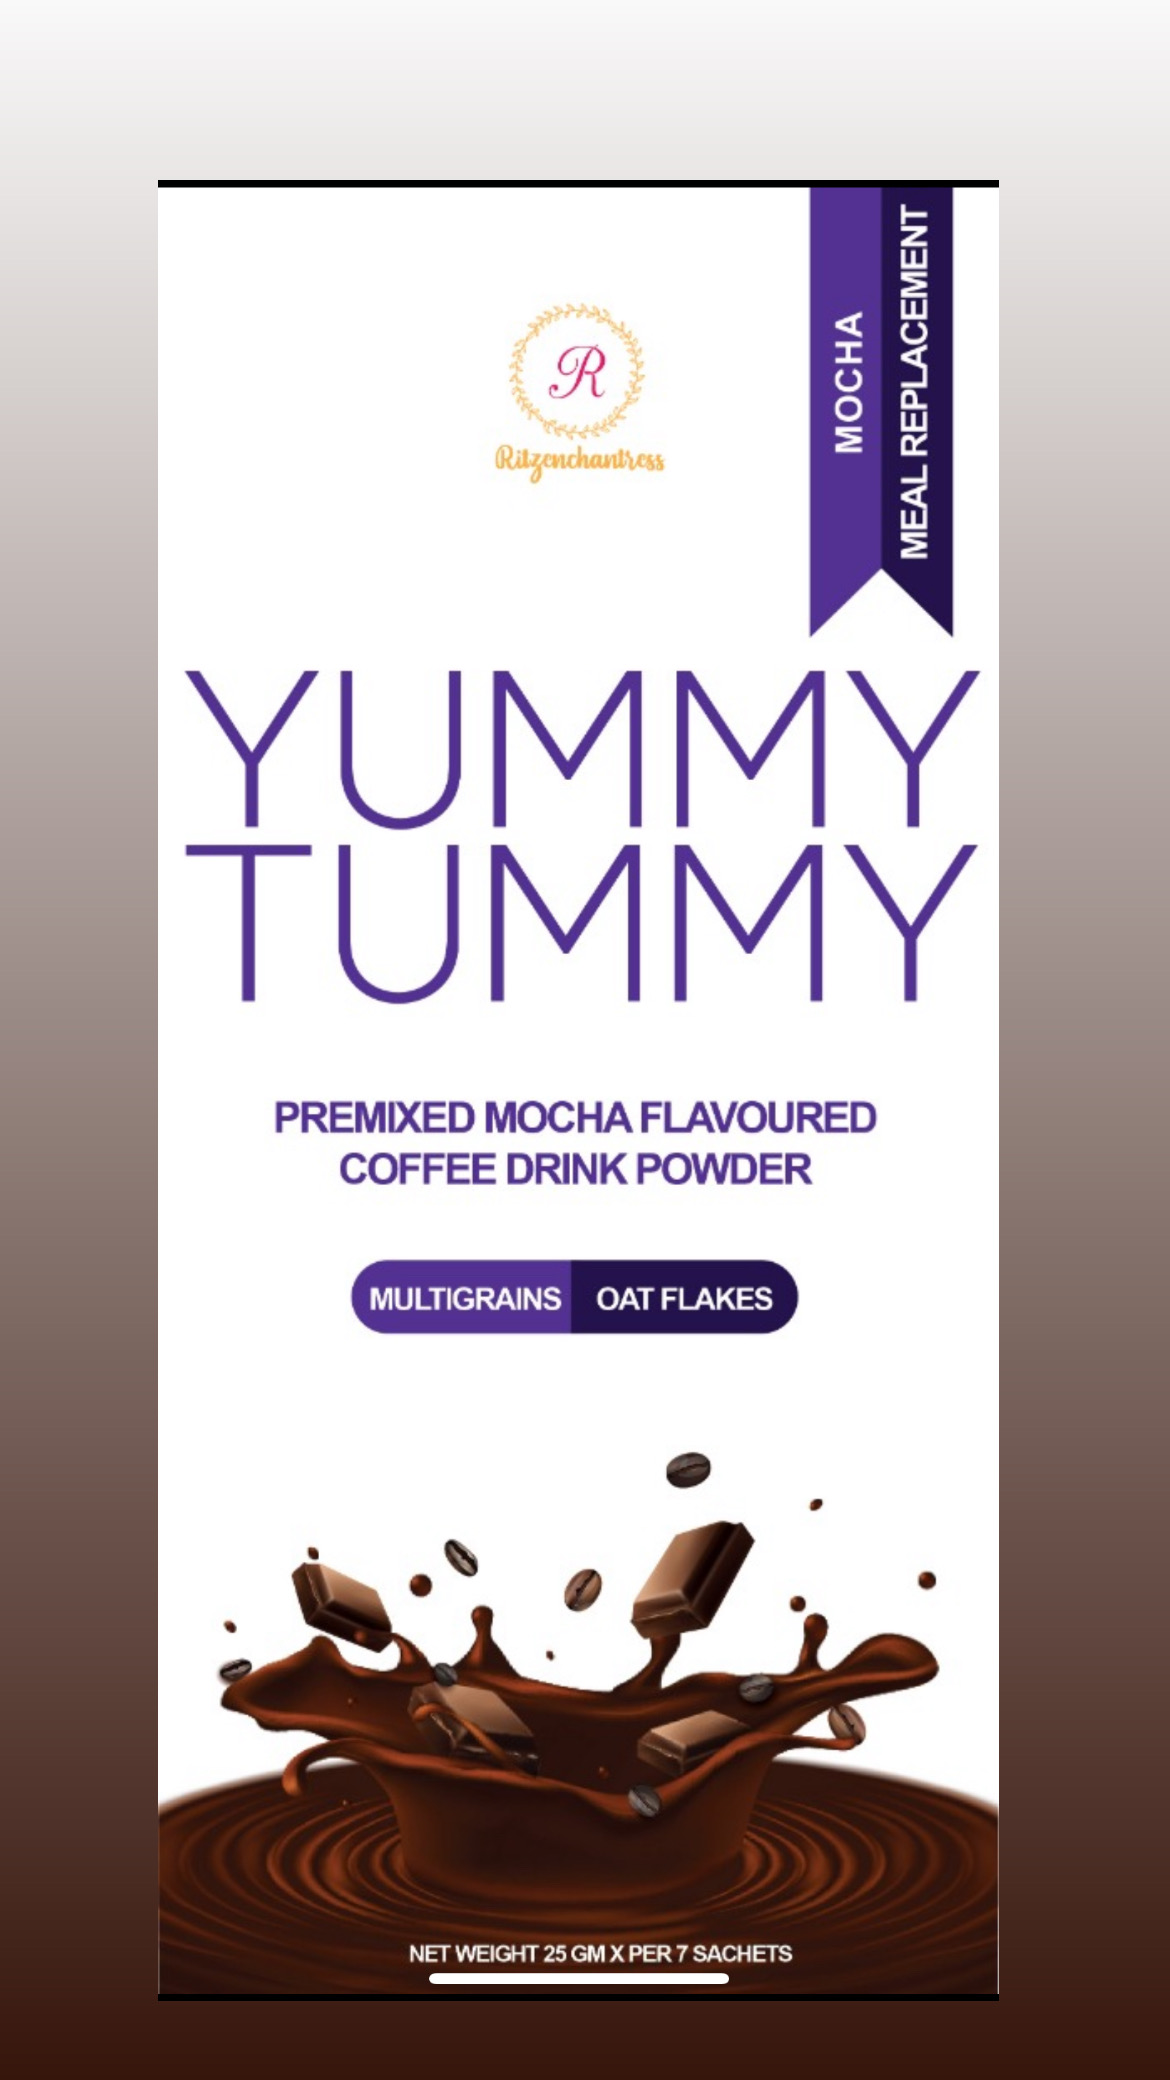 R
Ritzenchantress
MOCHA
MEAL REPLACEMENT
YUMMY
TUMMY
PREMIXED MOCHA FLAVOURED
COFFEE DRINK POWDER
MULTIGRAINS OAT FLAKES
NET WEIGHT 25 GM X PER 7 SACHETS